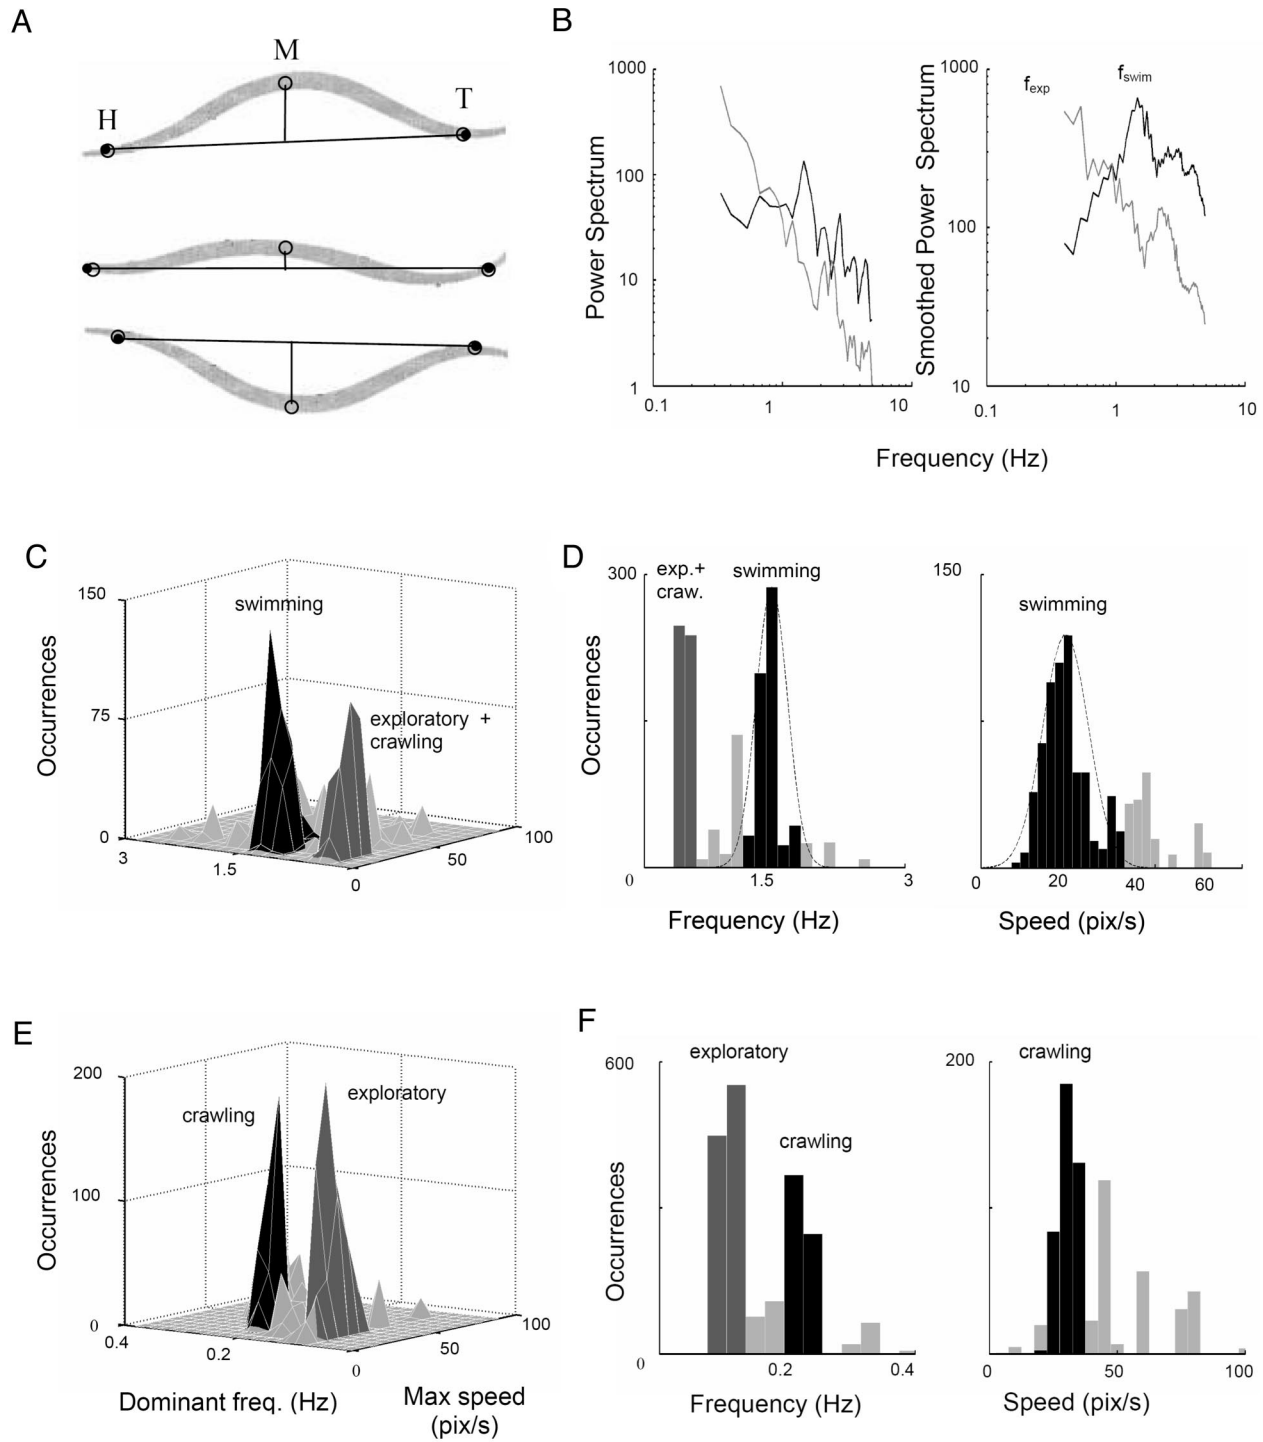 A
M
H
T
B
1000
100
10
1
0.1
1
10
Power Spectrum
1000
100
10
0.1
1
10
Smoothed Power Spectrum
fexp
fswim
Frequency (Hz)
C
150
75
0
3
1.5
0
50
100
Occurrences
swimming
exploratory +
crawling
D
300
0
1.5
3
Occurrences
exp.+
craw.
swimming
Frequency (Hz)
150
0
20
40
60
swimming
Speed (pix/s)
E
200
100
0
0.4
0.2
0
50
100
Occurrences
crawling
exploratory
Dominant freq. (Hz)
Max speed
(pix/s)
F
600
0
0.2
0.4
Occurrences
exploratory
crawling
Frequency (Hz)
200
0
50
100
crawling
Speed (pix/s)